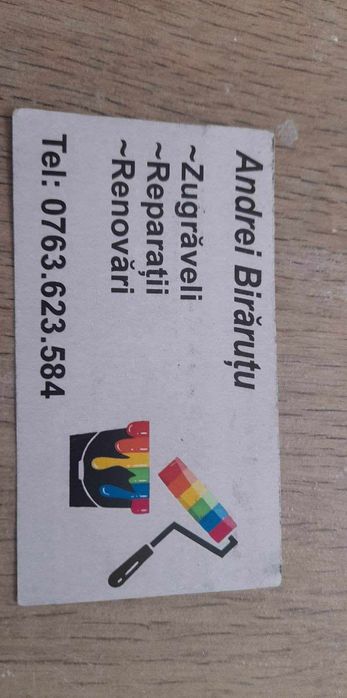 Andrei Birăruțu
~Zugrăveli
~Reparații
~Renovări
Tel: 0763.623.584